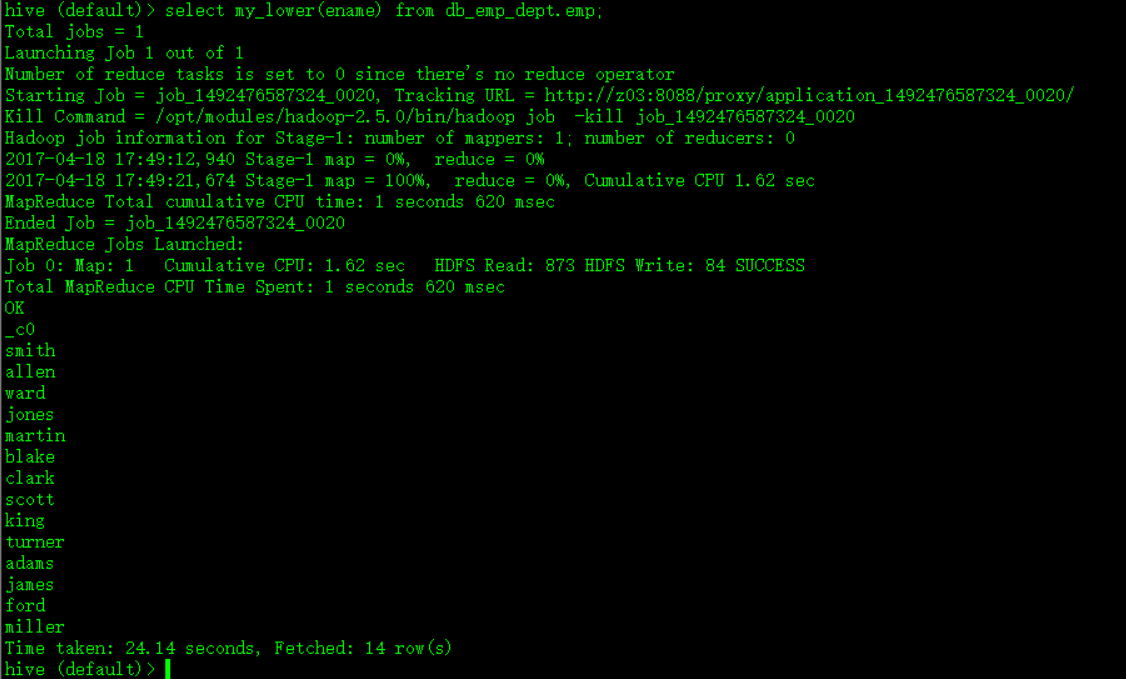 hive (default)> select my_lower(ename) from db_emp_dept.emp;
Total jobs = 1
Launching Job 1 out of 1
Number of reduce tasks is set to 0 since there's no reduce operator
Starting Job = job_1492476587324_0020, Tracking URL = http://z03:8088/proxy/application_1492476587324_0020/
Kill Command = /opt/modules/hadoop-2.5.0/bin/hadoop job  -kill job_1492476587324_0020
Hadoop job information for Stage-1: number of mappers: 1; number of reducers: 0
2017-04-18 17:49:12,940 Stage-1 map = 0%,  reduce = 0%
2017-04-18 17:49:21,674 Stage-1 map = 100%,  reduce = 0%, Cumulative CPU 1.62 sec
MapReduce Total cumulative CPU time: 1 seconds 620 msec
Ended Job = job_1492476587324_0020
MapReduce Jobs Launched:
Job 0: Map: 1   Cumulative CPU: 1.62 sec   HDFS Read: 873 HDFS Write: 84 SUCCESS
Total MapReduce CPU Time Spent: 1 seconds 620 msec
OK
_c0
smith
allen
ward
jones
martin
blake
clark
scott
king
turner
adams
james
ford
miller
Time taken: 24.14 seconds, Fetched: 14 row(s)
hive (default)>